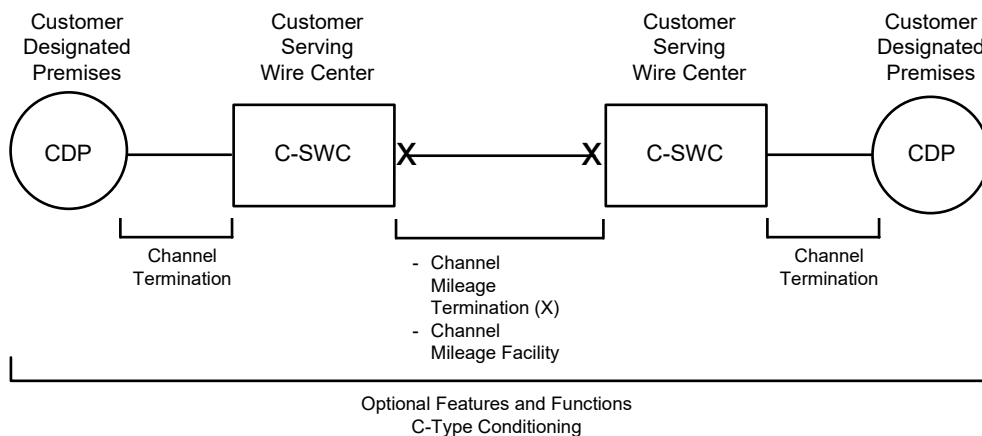 Customer
Designated
Premises
Customer
Serving
Wire Center
Customer
Serving
Wire Center
Customer
Designated
Premises
CDP
C-SWC
X
X
C-SWC
CDP
Channel
Termination
- Channel
Mileage
Termination (X)
- Channel
Mileage Facility
Channel
Termination
Optional Features and Functions
C-Type Conditioning